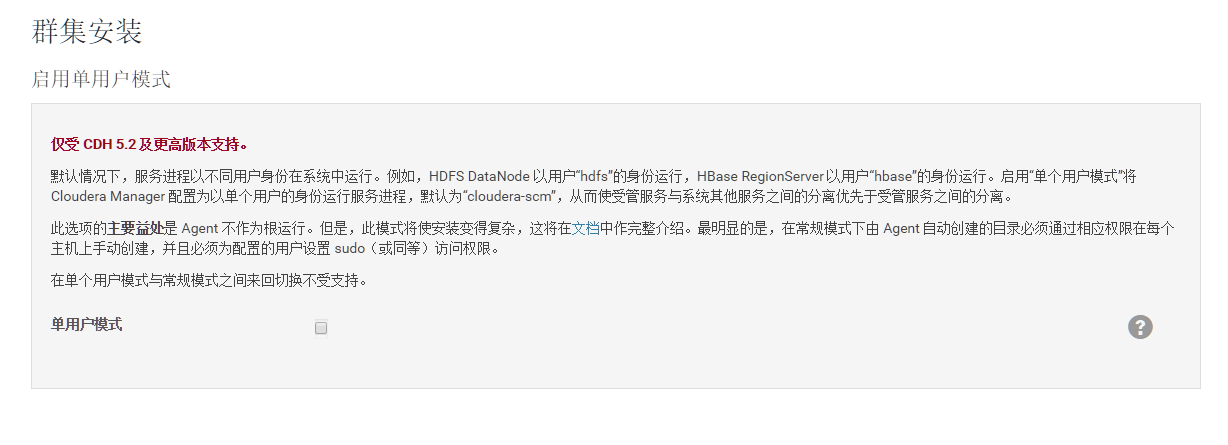 群集安装
启用单用户模式
仅受 CDH 5.2 及更高版本支持。
默认情况下，服务进程以不同用户身份在系统中运行。例如，HDFS DataNode 以用户“hdfs”的身份运行，HBase RegionServer 以用户“hbase”的身份运行。启用“单个用户模式”将
Cloudera Manager 配置为以单个用户的身份运行服务进程，默认为“cloudera-scm”，从而使受管服务与系统其他服务之间的分离优先于受管服务之间的分离。
此选项的主要益处是 Agent 不作为根运行。但是，此模式将使安装变得复杂，这将在文档中作完整介绍。最明显的是，在常规模式下由 Agent 自动创建的目录必须通过相应权限在每个
主机上手动创建，并且必须为配置的用户设置 sudo（或同等）访问权限。
在单个用户模式与常规模式之间来回切换不受支持。
单用户模式
?